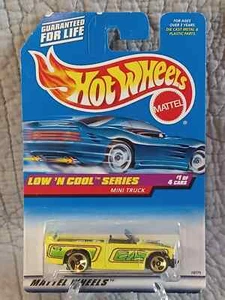 GUARANTEED
FOR LIFE
FOR AGES
OVER 3 YEARS
DIE CAST METAL &
PLASTIC PARTS
Hot Wheels
MATTEL
LOW 'N COOL SERIES
MINI TRUCK
#1 OF
4 CARS
MATTEL WHEELS